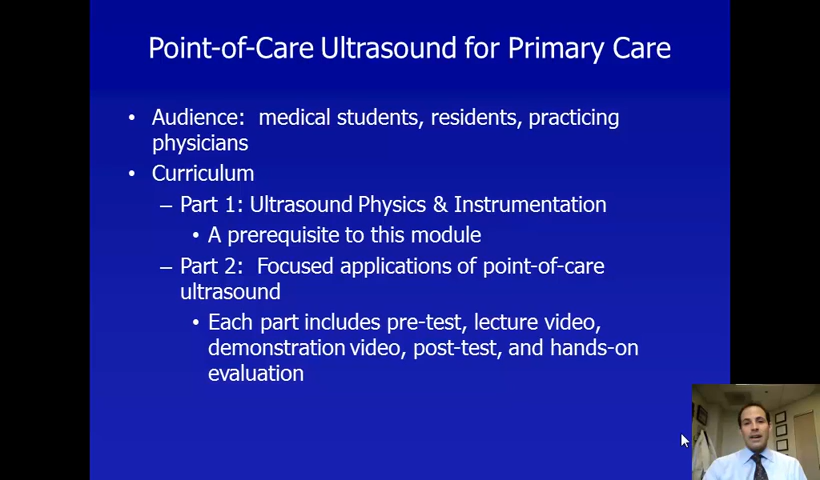 Point-of-Care Ultrasound for Primary Care
• Audience: medical students, residents, practicing
physicians
• Curriculum
– Part 1: Ultrasound Physics & Instrumentation
• A prerequisite to this module
– Part 2: Focused applications of point-of-care
ultrasound
• Each part includes pre-test, lecture video,
demonstration video, post-test, and hands-on
evaluation